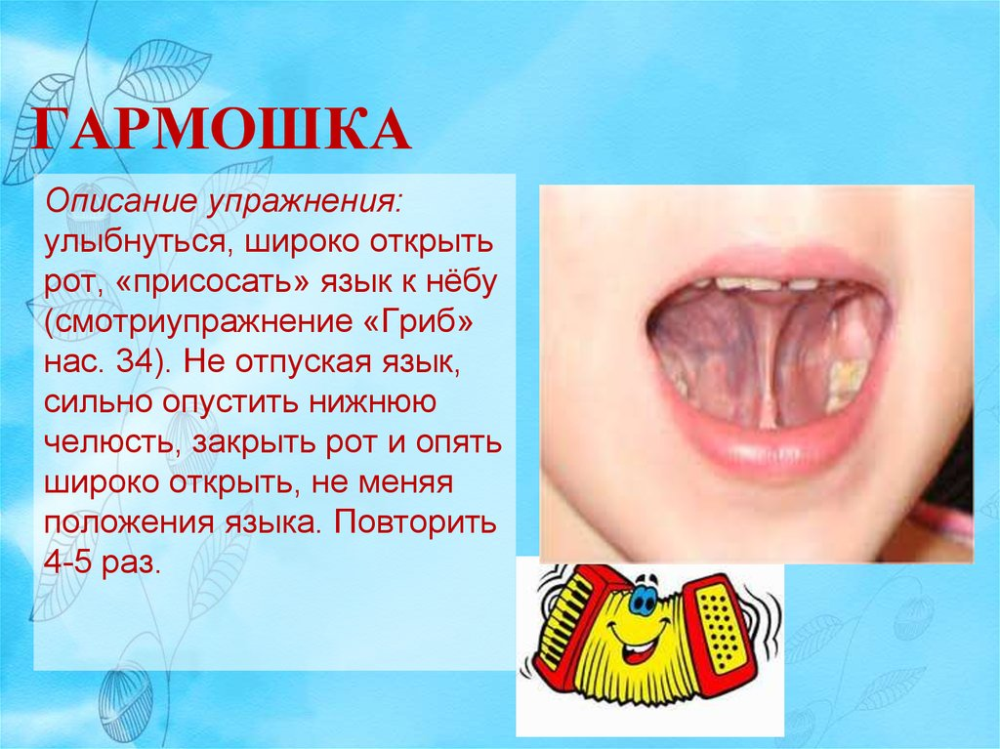 ГАРМОШКА
Описание упражнения:
улыбнуться, широко открыть
рот, «присосать» язык к нёбу
(смотриупражнение «Гриб»
нас. 34). Не отпуская язык,
сильно опустить нижнюю
челюсть, закрыть рот и опять
широко открыть, не меняя
положения языка. Повторить
4-5 раз.